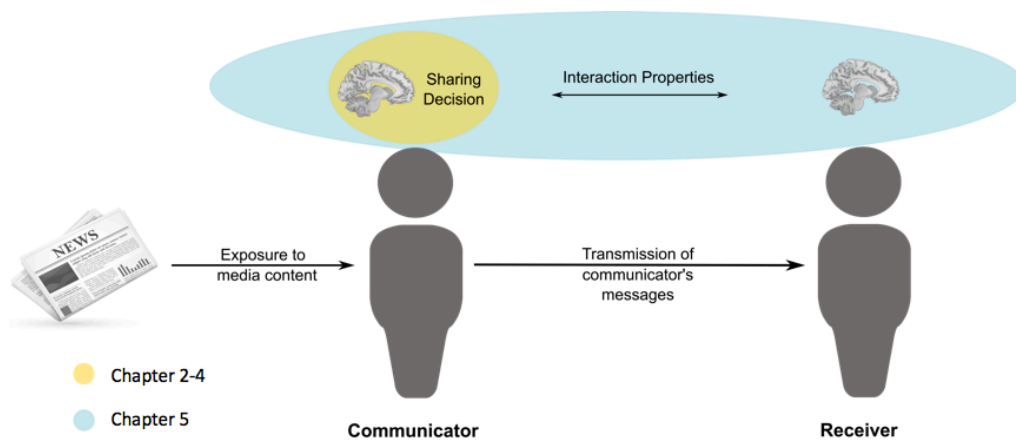 Sharing
Decision
Interaction Properties
NEWS
Exposure to
media content
Transmission of
communicator's
messages
Chapter 2-4
Chapter 5
Communicator
Receiver